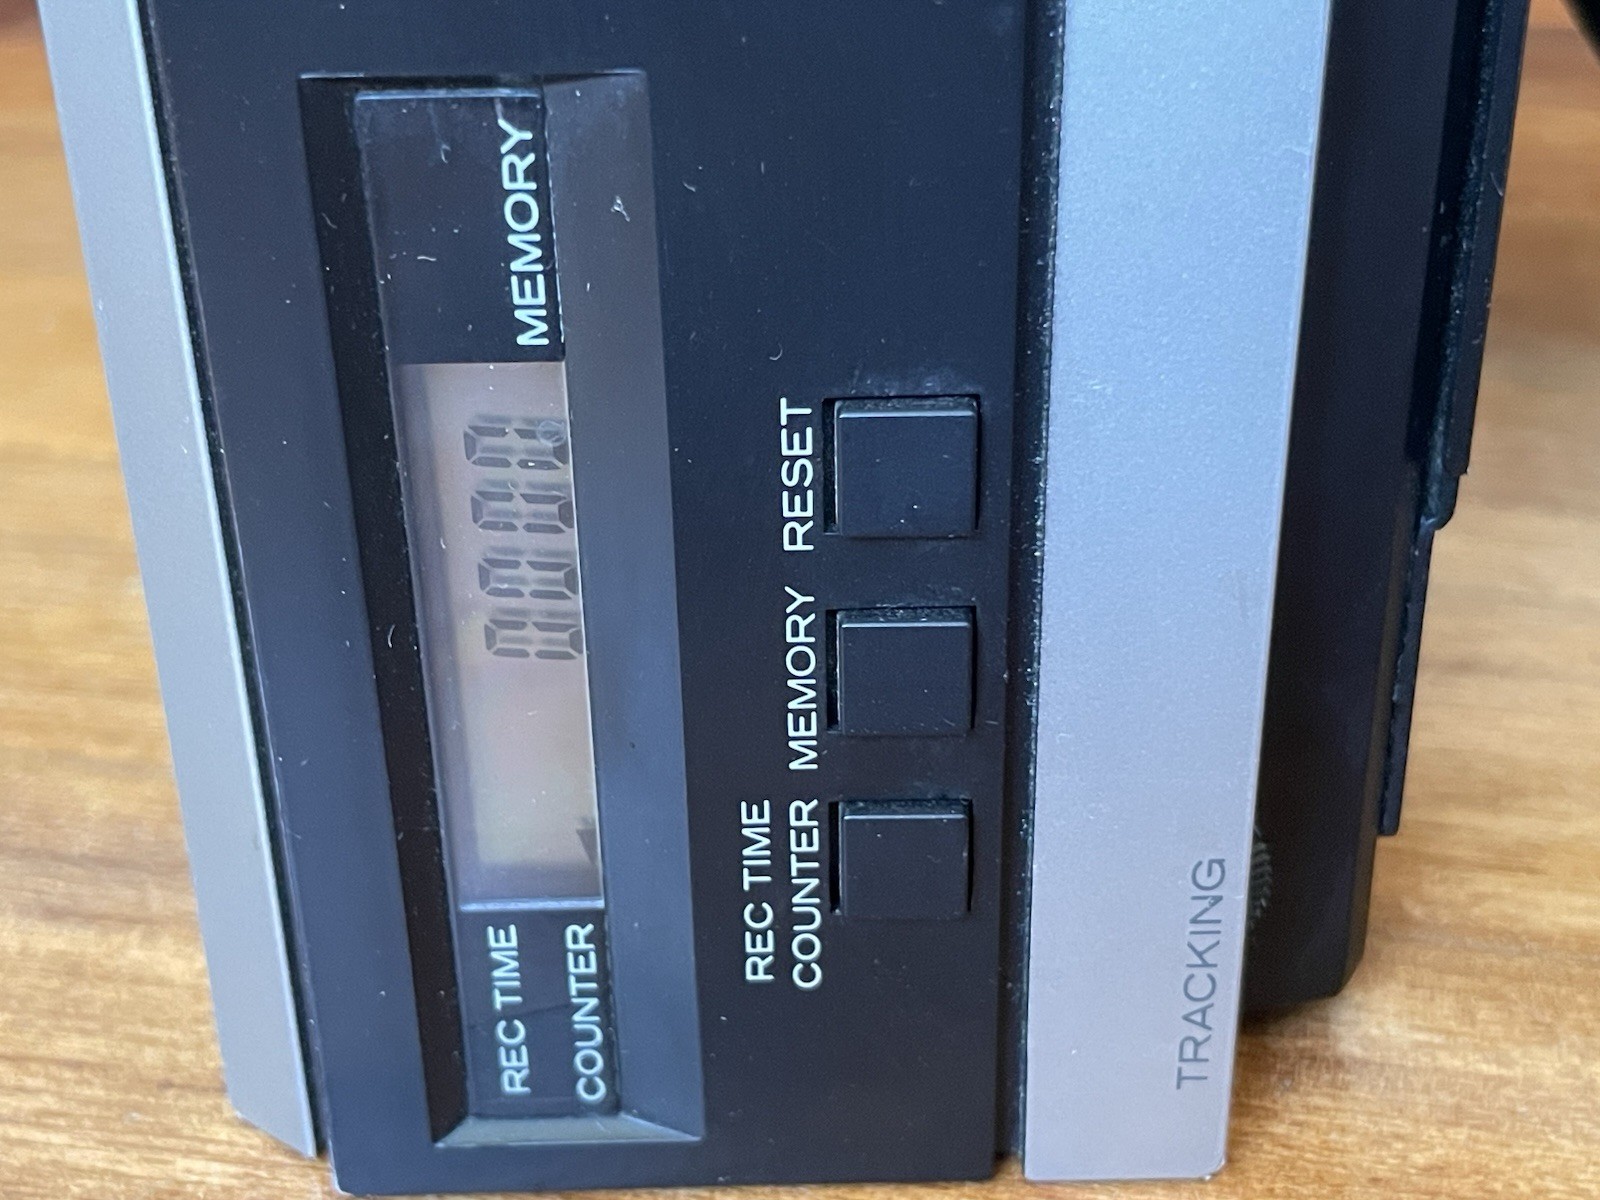 REC TIME
COUNTER
MEMORY
REC TIME
COUNTER MEMORY RESET
TRACKING